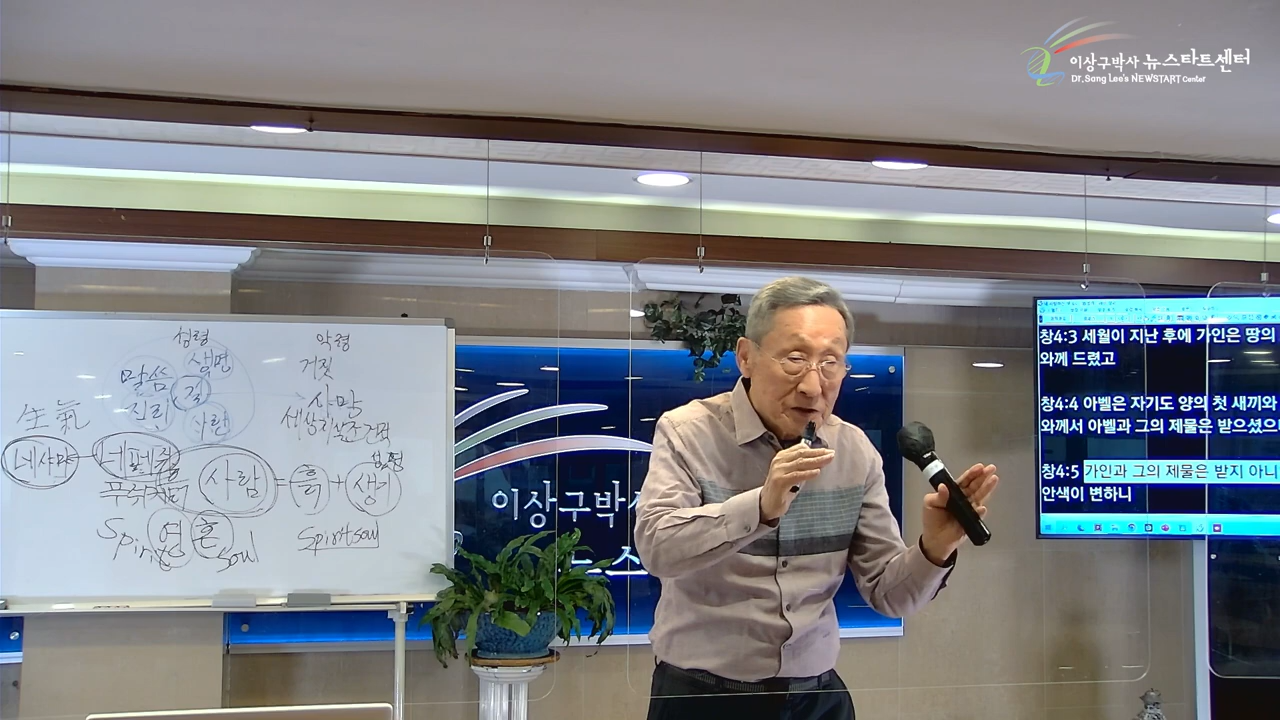 이상구박사 뉴스타트센터
Dr. Sang Lee's NEWSTART Center
성령
악령
생명
거짓
말씀
진리
사랑
사망
生氣
네샤마
네페쉬
사람 = 흙 + 생기
Spirit 영혼 Soul
Spirit soul
이상구박사
뉴스
창4:3 세월이 지난 후에 가인은 땅의
와께 드렸고
창4:4 아벨은 자기도 양의 첫 새끼와
와께서 아벨과 그의 제물은 받으셨으
창4:5 가인과 그의 제물은 받지 아니
안색이 변하니